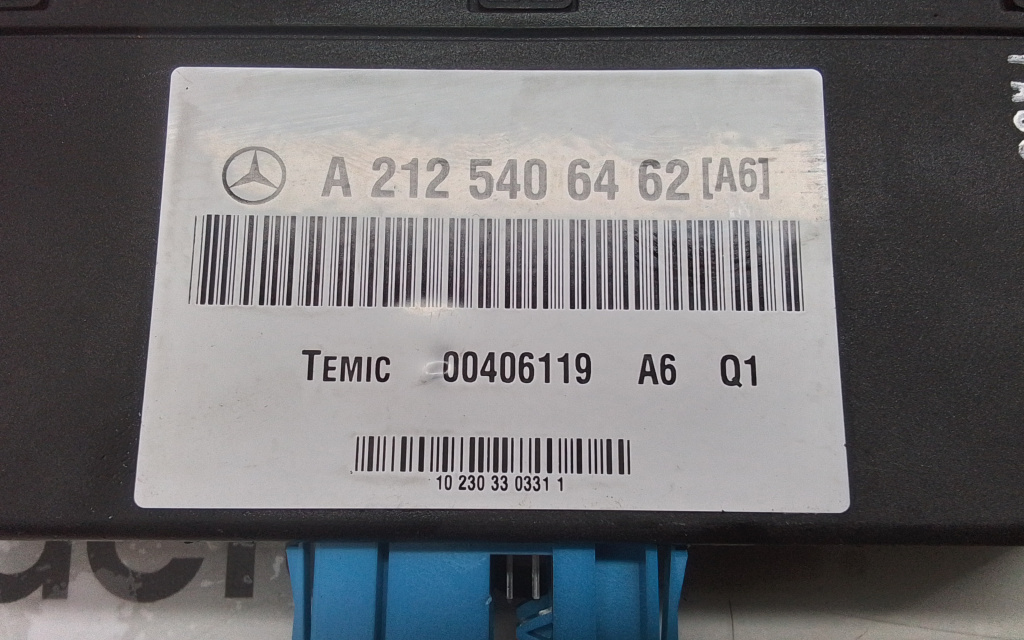 A 212 540 64 62 [A6]
TEMIC 00406119 A6 Q1
10 230 33 0331 1